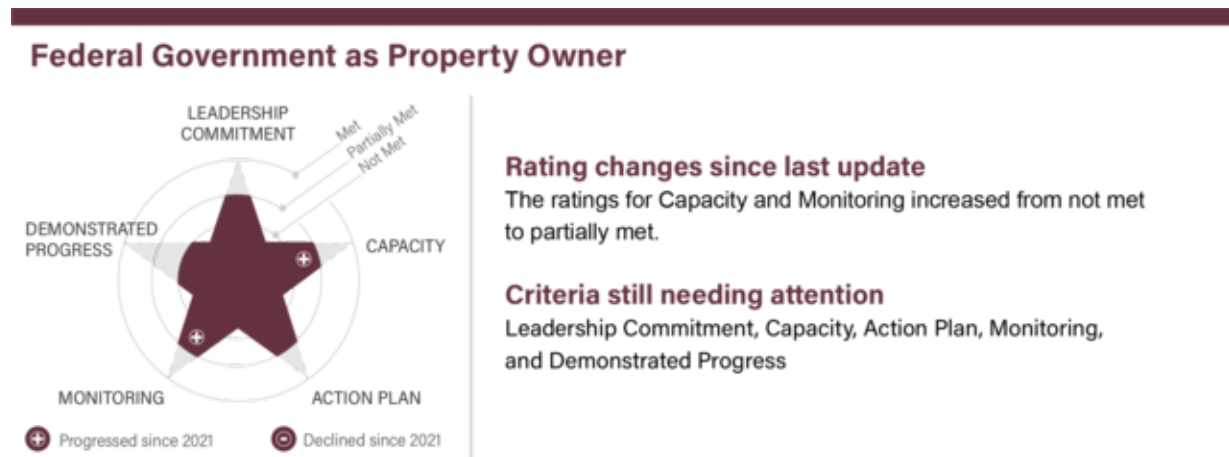 Federal Government as Property Owner
LEADERSHIP
COMMITMENT
Met
Partially Met
Not Met
DEMONSTRATED
PROGRESS
CAPACITY
MONITORING
ACTION PLAN
Progressed since 2021
Declined since 2021
Rating changes since last update
The ratings for Capacity and Monitoring increased from not met
to partially met.
Criteria still needing attention
Leadership Commitment, Capacity, Action Plan, Monitoring,
and Demonstrated Progress